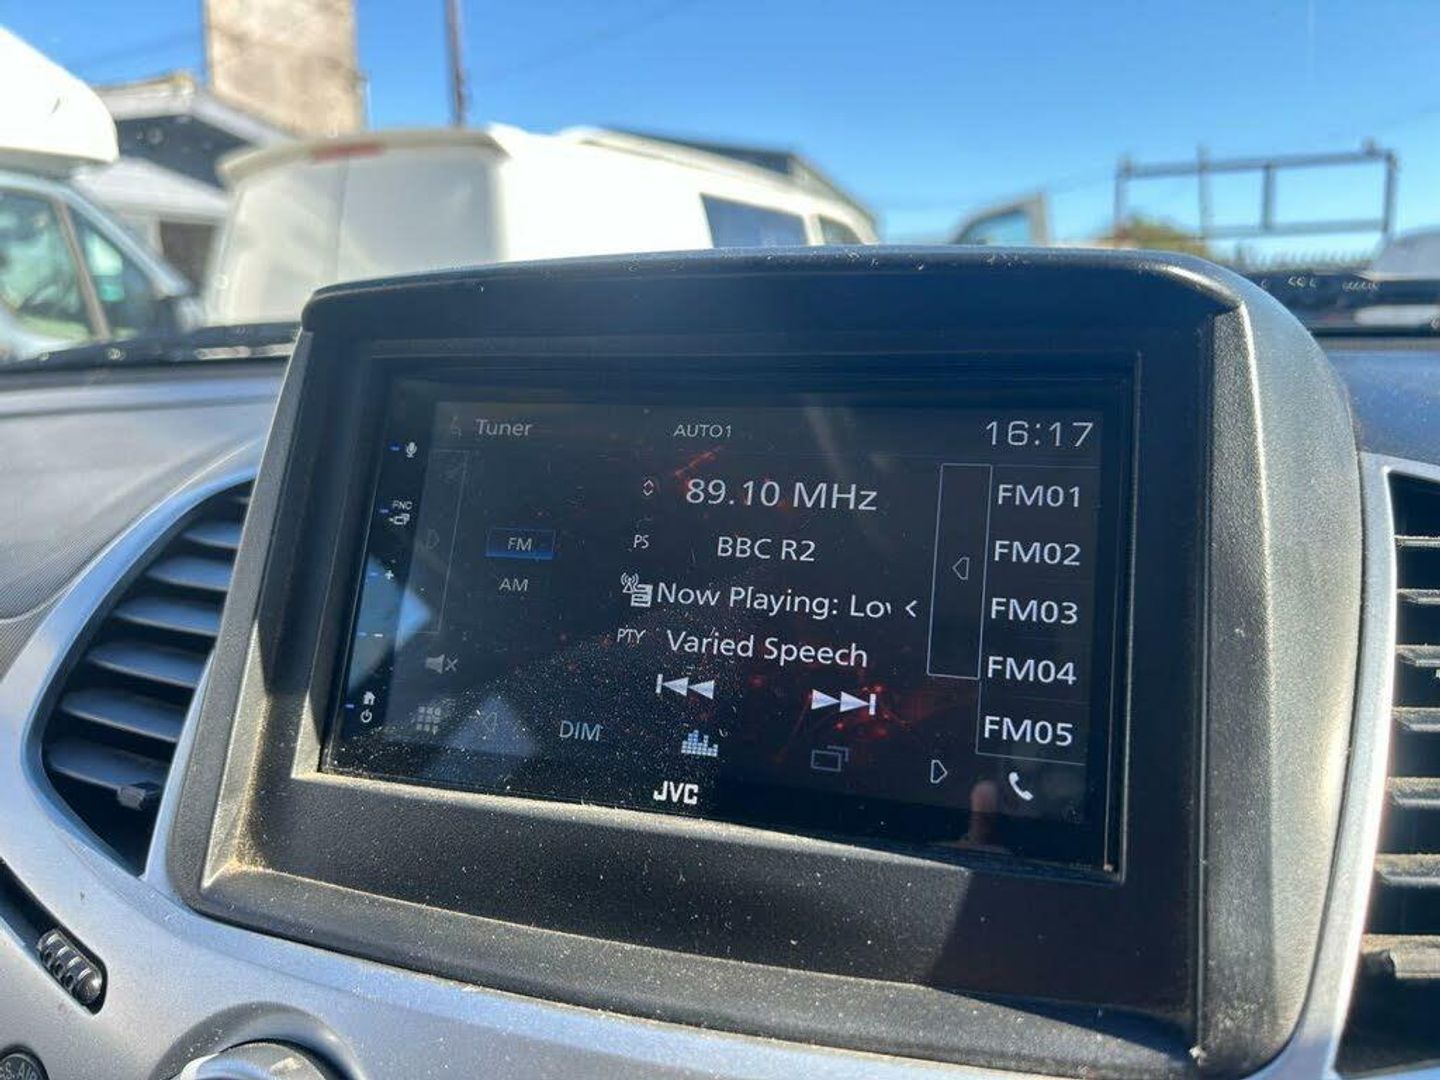 Tuner AUTO1 16:17
89.10 MHz
FM01
FNC
FM
PS BBC R2
FM02
AM
Now Playing: Lo
FM03
PTY Varied Speech
FM04
DIM
FM05
JVC